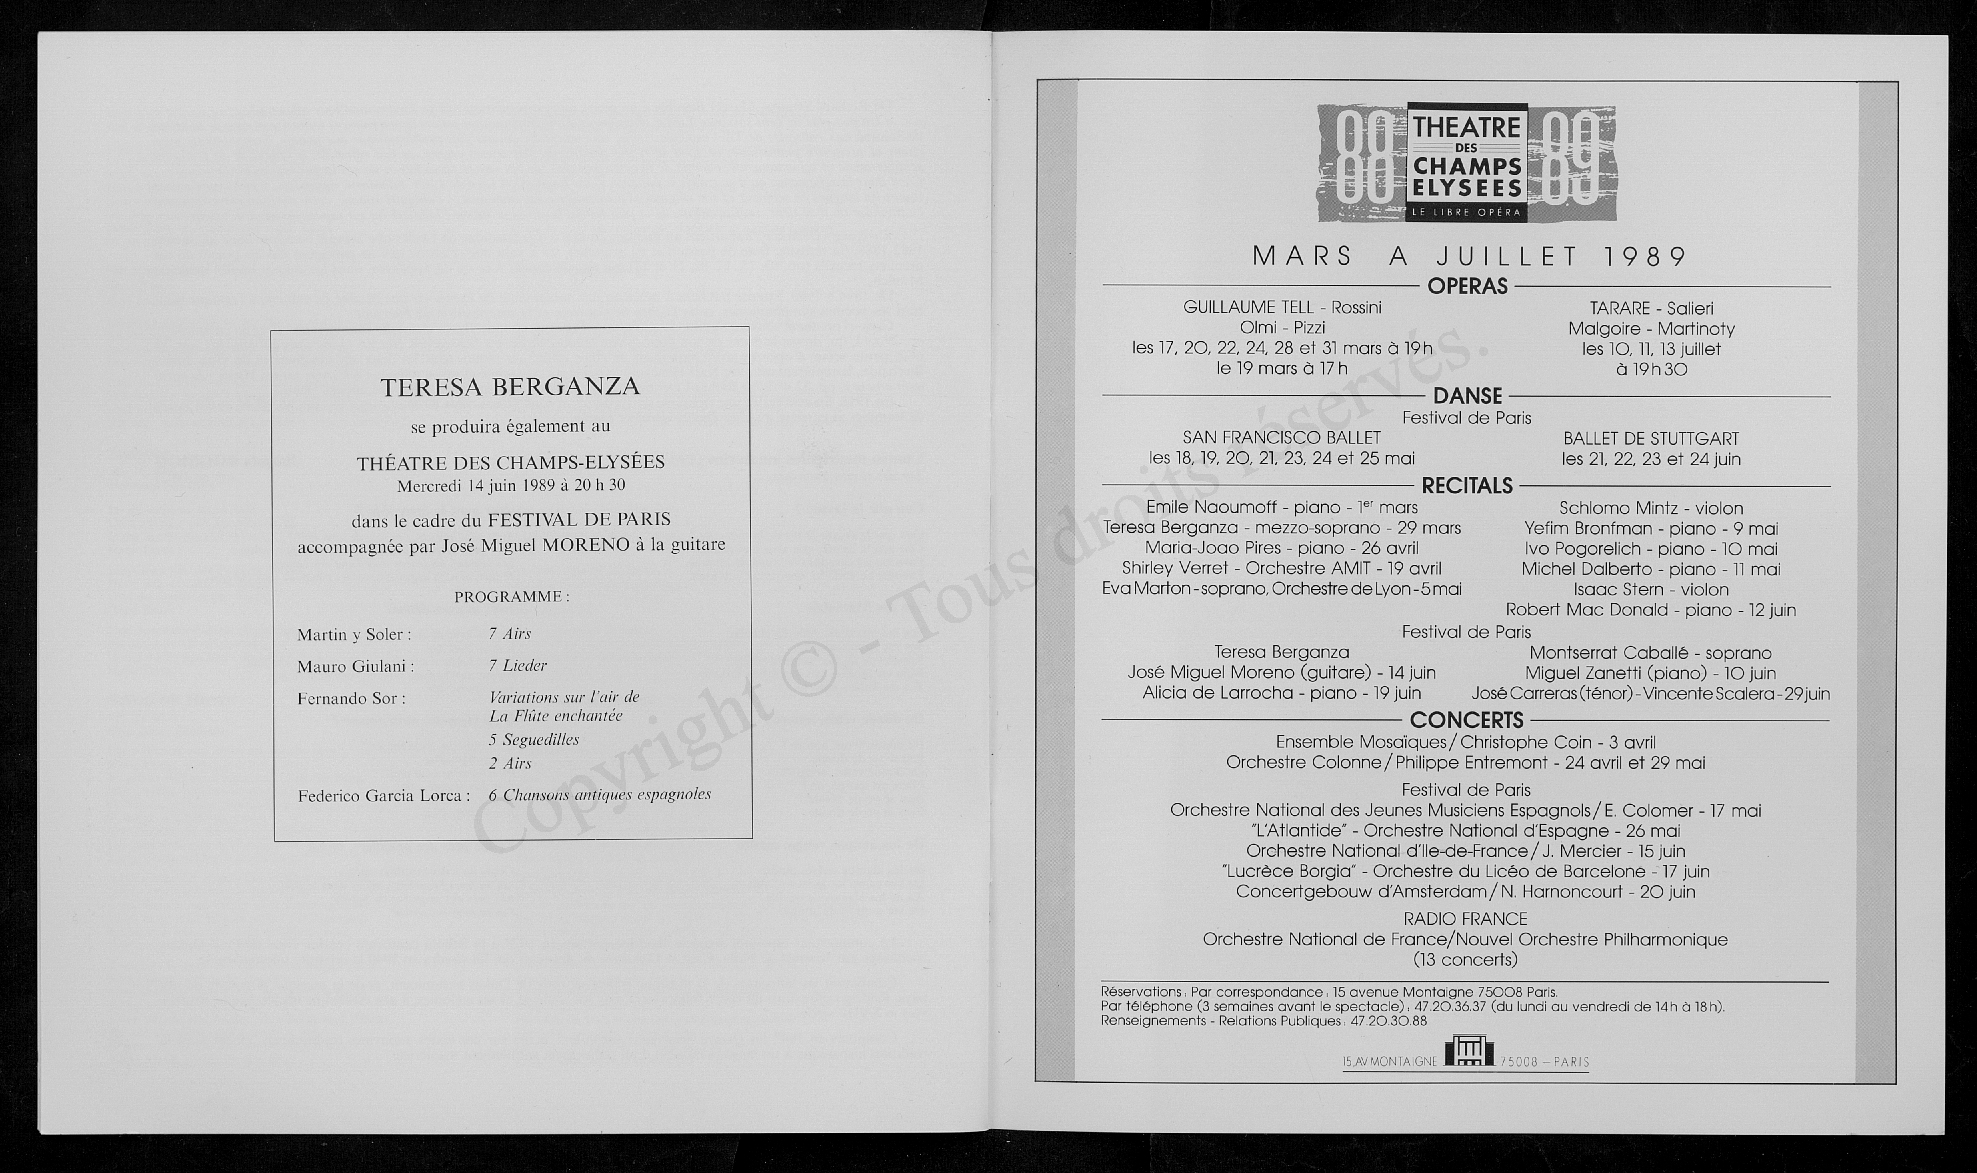 TERESA BERGANZA
se produira également au
THÉATRE DES CHAMPS-ELYSÉES
Mercredi 14 juin 1989 à 20 h 30
dans le cadre du FESTIVAL DE PARIS
accompagnée par José Miguel MORENO à la guitare
PROGRAMME :
Martin y Soler : 7 Airs
Mauro Giulani : 7 Lieder
Fernando Sor : Variations sur l'air de
La Flûte enchantée
5 Seguedilles
2 Airs
Federico Garcia Lorca : 6 Chansons antiques espagnoles
88 THEATRE DES CHAMPS ELYSEES 89
LE LIBRE OPÉRA
MARS A JUILLET 1989
OPERAS
GUILLAUME TELL - Rossini
Olmi - Pizzi
les 17, 20, 22, 24, 28 et 31 mars à 19h
le 19 mars à 17h
TARARE - Salieri
Malgoire - Martinoty
les 10, 11, 13 juillet
à 19h30
DANSE
Festival de Paris
SAN FRANCISCO BALLET
les 18, 19, 20, 21, 23, 24 et 25 mai
BALLET DE STUTTGART
les 21, 22, 23 et 24 juin
RECITALS
Emile Naoumoff - piano - 1er mars
Teresa Berganza - mezzo-soprano - 29 mars
Maria-Joao Pires - piano - 26 avril
Shirley Verret - Orchestre AMIT - 19 avril
Eva Marton - soprano, Orchestre de Lyon - 5 mai
Schlomo Mintz - violon
Yefim Bronfman - piano - 9 mai
Ivo Pogorelich - piano - 10 mai
Michel Dalberto - piano - 11 mai
Isaac Stern - violon
Robert Mac Donald - piano - 12 juin
Festival de Paris
Teresa Berganza
José Miguel Moreno (guitare) - 14 juin
Alicia de Larrocha - piano - 19 juin
Montserrat Caballé - soprano
Miguel Zanetti (piano) - 10 juin
José Carreras (ténor) - Vincente Scalera - 29 juin
CONCERTS
Ensemble Mosaïques/Christophe Coin - 3 avril
Orchestre Colonne/Philippe Entremont - 24 avril et 29 mai
Festival de Paris
Orchestre National des Jeunes Musiciens Espagnols/E. Colomer - 17 mai
"L'Atlantide" - Orchestre National d'Espagne - 26 mai
Orchestre National d'Ile-de-France/J. Mercier - 15 juin
"Lucrèce Borgia" - Orchestre du Licéo de Barcelone - 17 juin
Concertgebouw d'Amsterdam/N. Harnoncourt - 20 juin
RADIO FRANCE
Orchestre National de France/Nouvel Orchestre Philharmonique
(13 concerts)
Réservations : Par correspondance : 15 avenue Montaigne 75008 Paris.
Par téléphone (3 semaines avant le spectacle) : 47.20.36.37 (du lundi au vendredi de 14h à 18h).
Renseignements - Relations Publiques : 47.20.30.88
15, AV MONTAIGNE 75008 - PARIS
Copyright © - Tous droits réservés.